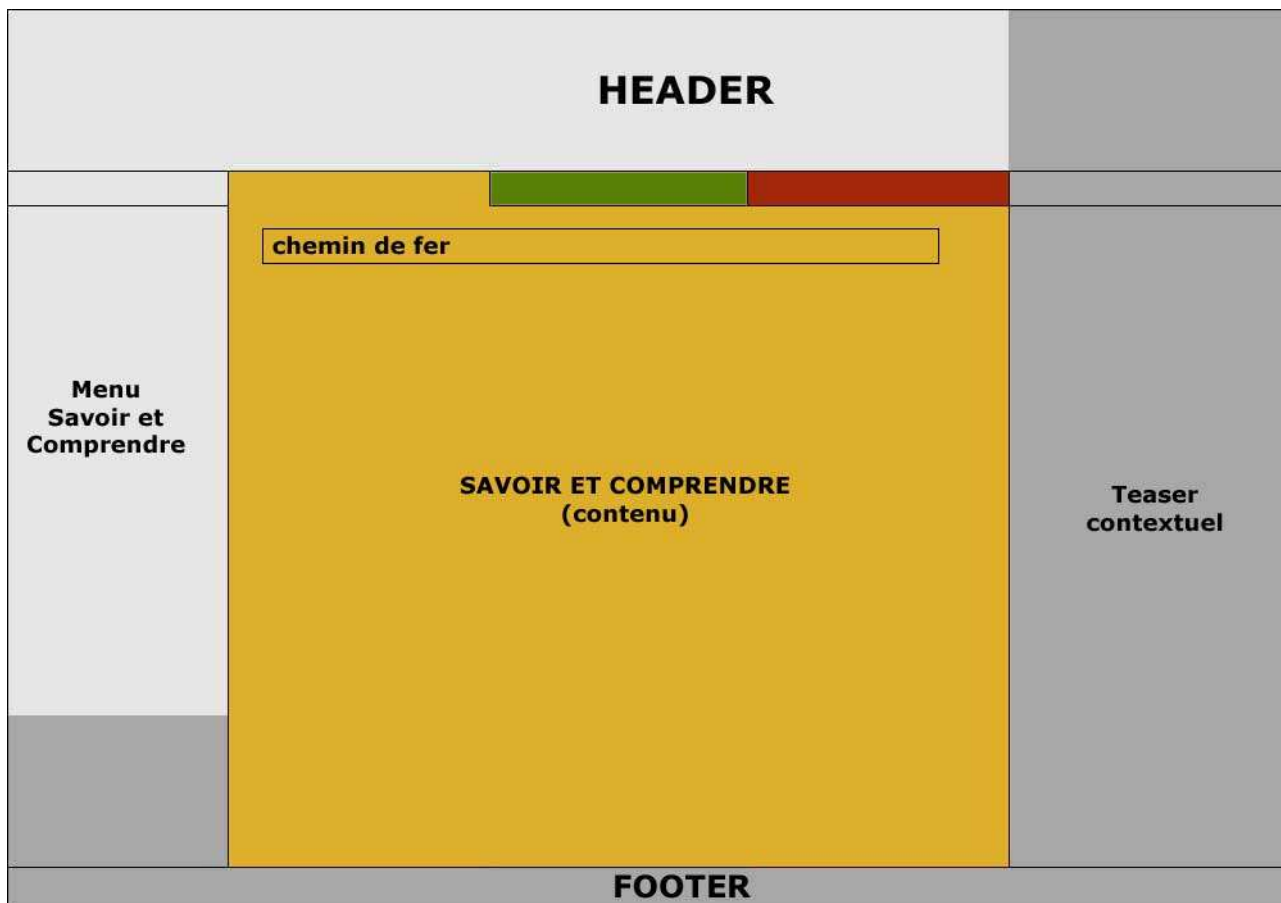 HEADER
chemin de fer
Menu
Savoir et
Comprendre
SAVOIR ET COMPRENDRE
(contenu)
Teaser
contextuel
FOOTER